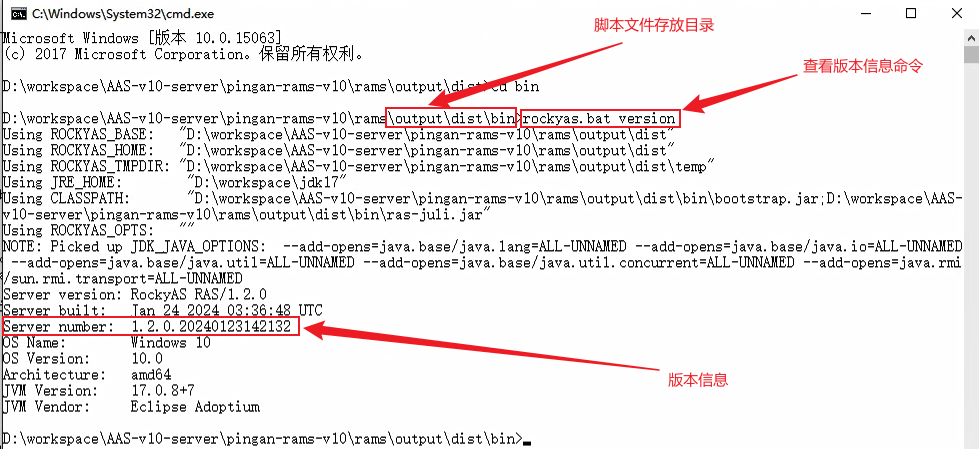 C:\Windows\System32\cmd.exe
脚本文件存放目录
Microsoft Windows [版本 10.0.15063]
(c) 2017 Microsoft Corporation。保留所有权利。
查看版本信息命令
D:\workspace\AAS-v10-server\pingan-rams-v10\rams\output\dist>cd bin
D:\workspace\AAS-v10-server\pingan-rams-v10\rams\output\dist\bin>rockyas.bat version
Using ROCKYAS_BASE:   "D:\workspace\AAS-v10-server\pingan-rams-v10\rams\output\dist"
Using ROCKYAS_HOME:   "D:\workspace\AAS-v10-server\pingan-rams-v10\rams\output\dist"
Using ROCKYAS_TMPDIR: "D:\workspace\AAS-v10-server\pingan-rams-v10\rams\output\dist\temp"
Using JRE_HOME:        "D:\workspace\jdk17"
Using CLASSPATH:       "D:\workspace\AAS-v10-server\pingan-rams-v10\rams\output\dist\bin\bootstrap.jar;D:\workspace\AAS-
v10-server\pingan-rams-v10\rams\output\dist\bin\ras-juli.jar"
Using ROCKYAS_OPTS:   ""
NOTE: Picked up JDK_JAVA_OPTIONS:  --add-opens=java.base/java.lang=ALL-UNNAMED --add-opens=java.base/java.io=ALL-UNNAMED
 --add-opens=java.base/java.util=ALL-UNNAMED --add-opens=java.base/java.util.concurrent=ALL-UNNAMED --add-opens=java.rmi
/sun.rmi.transport=ALL-UNNAMED
Server version: RockyAS RAS/1.2.0
Server built:   Jan 24 2024 03:36:48 UTC
Server number:  1.2.0.20240123142132
OS Name:        Windows 10
OS Version:     10.0
Architecture:   amd64
版本信息
JVM Version:    17.0.8+7
JVM Vendor:     Eclipse Adoptium
D:\workspace\AAS-v10-server\pingan-rams-v10\rams\output\dist\bin>